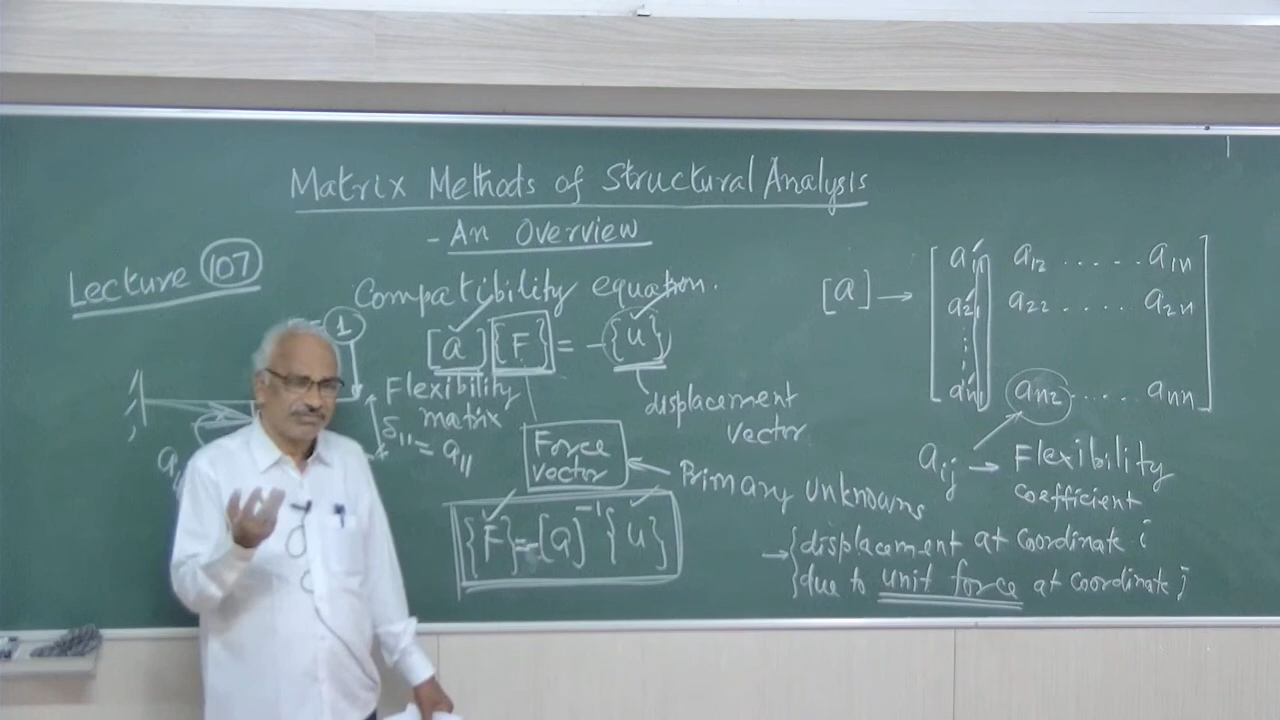 Matrix Methods of Structural Analysis
- An Overview
Lecture 107
Compatibility equation.
[a] {F} = -{u}
Flexibility
matrix
displacement
vector
1
δ11 = a11
Force
vector
Primary unknowns
{F} = [a]⁻¹ {u}
[a] → [ a11 a12 ..... a1n
a21 a22 ..... a2n
an1 an2 ..... ann ]
aij → Flexibility
coefficient
→ {displacement at coordinate i
{due to unit force at coordinate j